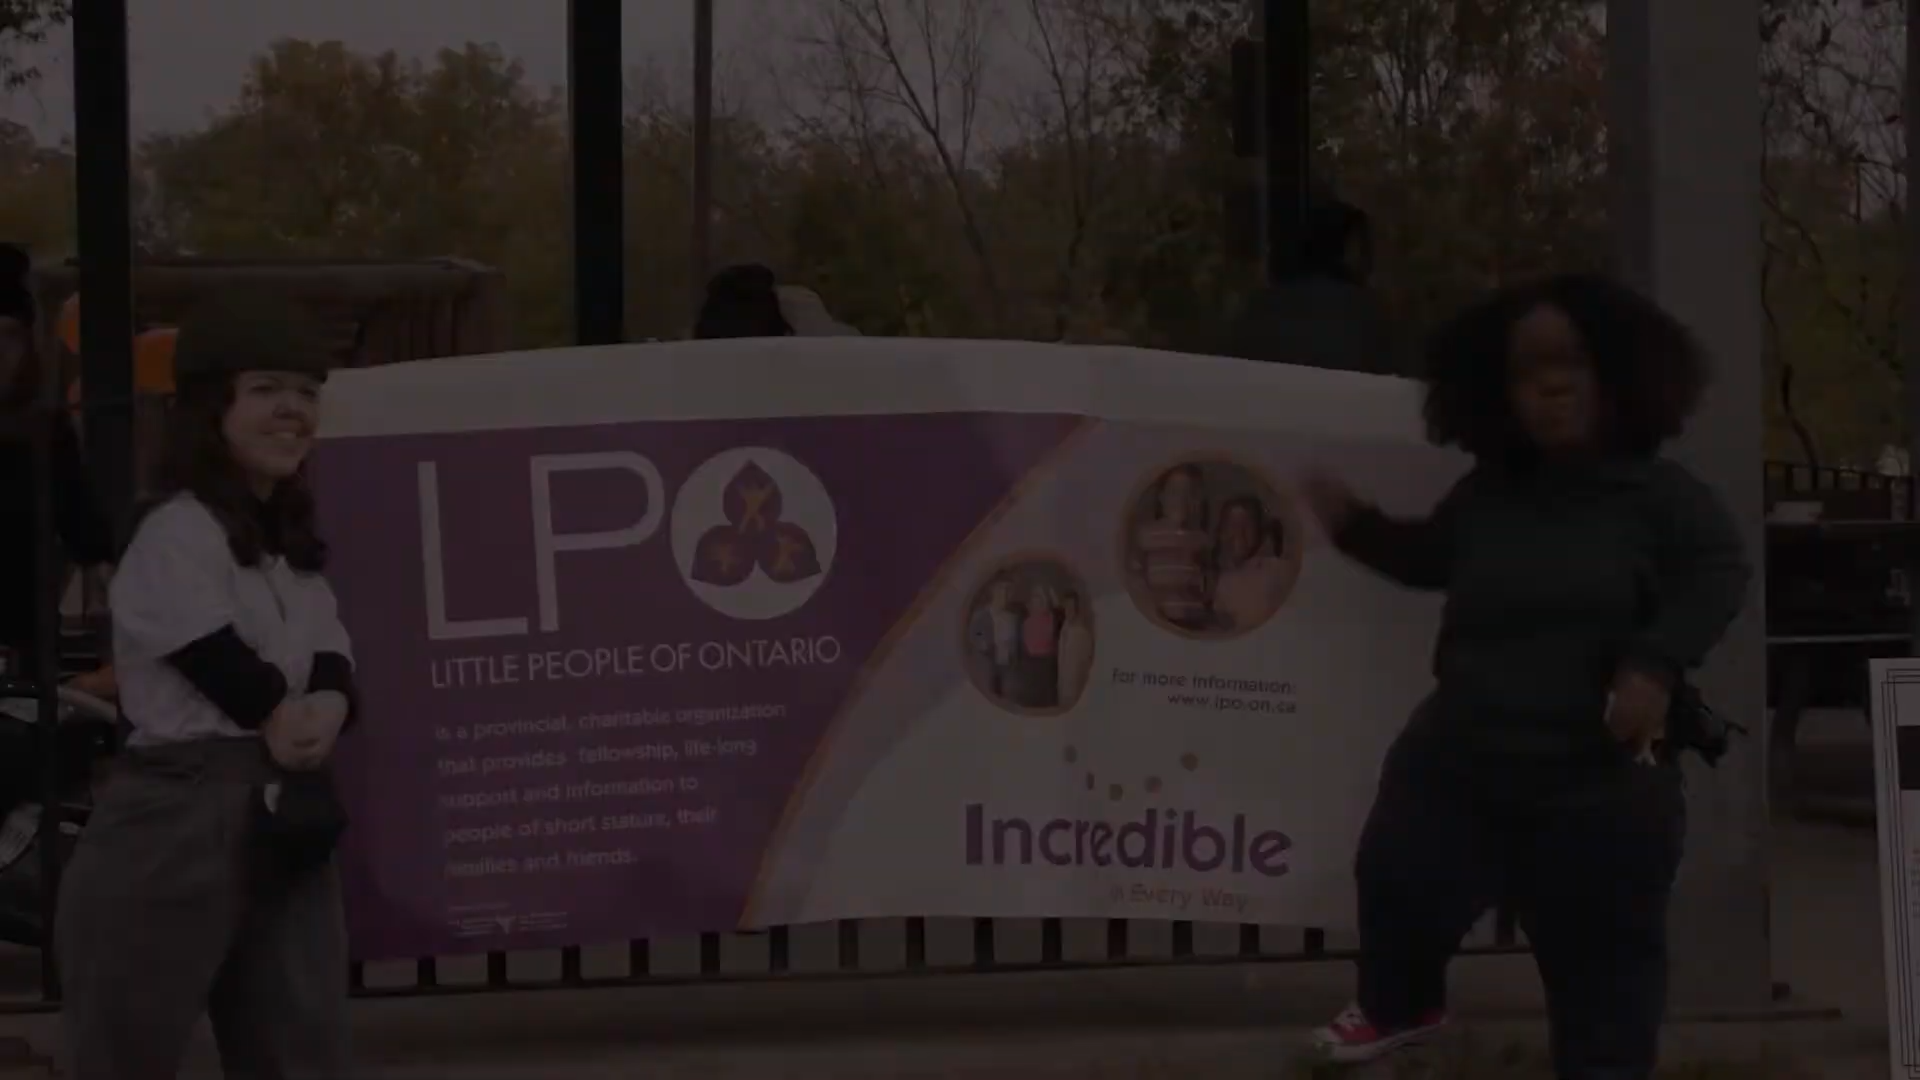 LPO
LITTLE PEOPLE OF ONTARIO
is a provincial, charitable organization
that provides fellowship, life-long
support and information to
people of short stature, their
families and friends.
for more information:
www.lpo-on.ca
Incredible
in Every Way